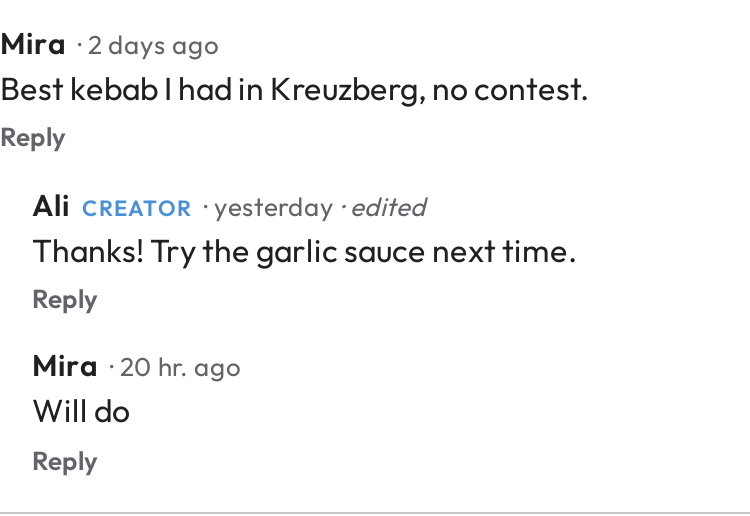 Mira · 2 days ago
Best kebab I had in Kreuzberg, no contest.
Reply
Ali CREATOR · yesterday · edited
Thanks! Try the garlic sauce next time.
Reply
Mira · 20 hr. ago
Will do
Reply